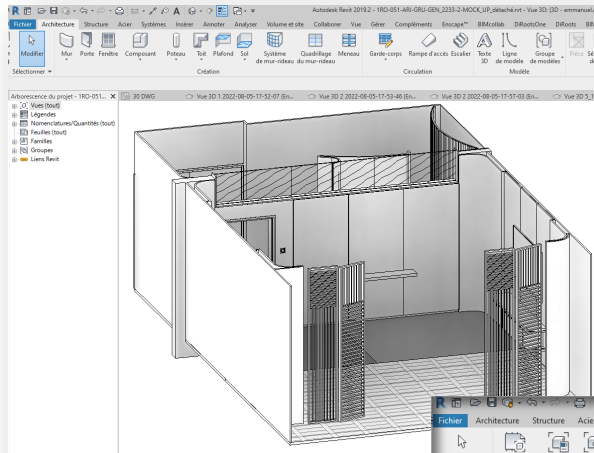 Autodesk Revit 2019.2 - 1RO-051-ARI-GRU-GEN_2233-2-MOCK_UP_détaché.rvt - Vue 3D: {3D - emmanuel
Fichier Architecture Structure Acier Systèmes Insérer Annoter Analyser Volume et site Collaborer Vue Gérer Compléments Enscape™ BIMcollab DiRootsOne DiRoots BIM
Modifier Mur Porte Fenêtre Composant Poteau Toit Plafond Sol Système Quadrillage Meneau Garde-corps Rampe d'accès Escalier Texte Ligne Groupe Pièce
de mur-rideau du mur-rideau 3D de modèle de modèles
Sélectionner Création Circulation Modèle
Arborescence du projet - 1RO-051... 3D DWG Vue 3D 1 2022-08-05-17-52-07 (En... Vue 3D 2 2022-08-05-17-53-46 (En... Vue 3D 2 2022-08-05-17-57-03 (En... Vue 3D 5_1
Vues (tout)
Légendes
Nomenclatures/Quantités (tout)
Feuilles (tout)
Familles
Groupes
Liens Revit
Fichier Architecture Structure Acie